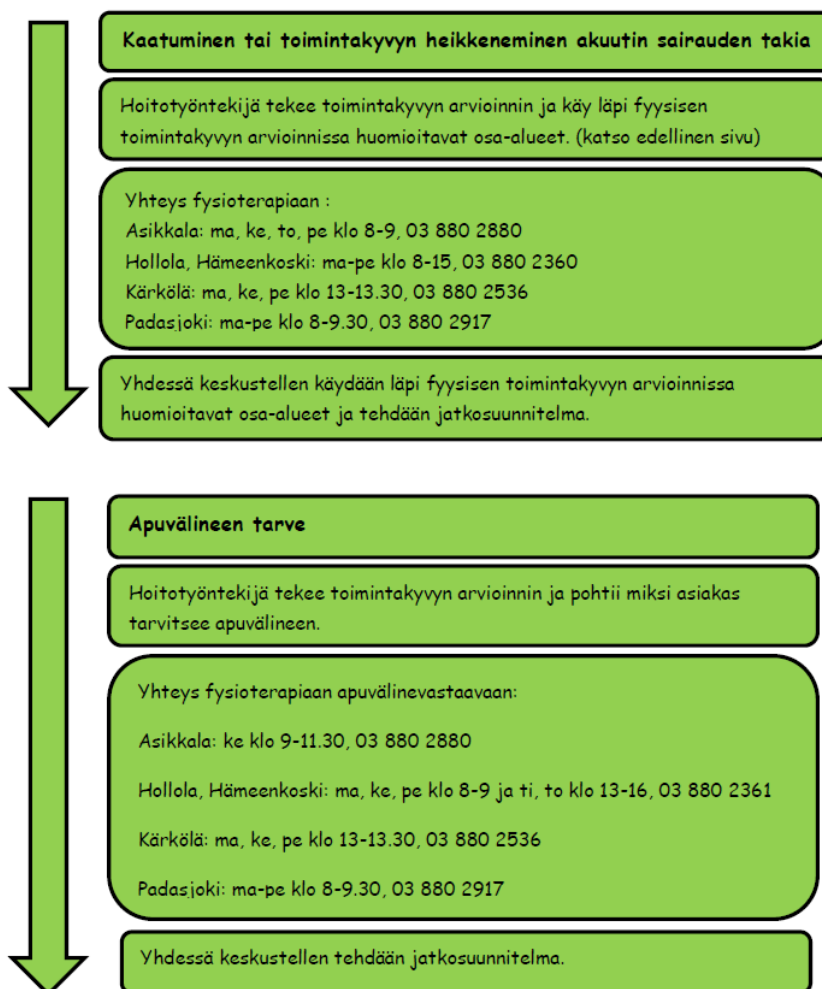 Kaatuminen tai toimintakyvyn heikkeneminen akuutin sairauden takia
Hoitotyöntekijä tekee toimintakyvyn arvioinnin ja käy läpi fyysisen
toimintakyvyn arvioinnissa huomioitavat osa-alueet. (katso edellinen sivu)
Yhteys fysioterapiaan :
Asikkala: ma, ke, to, pe klo 8-9, 03 880 2880
Hollola, Hämeenkoski: ma-pe klo 8-15, 03 880 2360
Kärkölä: ma, ke, pe klo 13-13.30, 03 880 2536
Padasjoki: ma-pe klo 8-9.30, 03 880 2917
Yhdessä keskustellen käydään läpi fyysisen toimintakyvyn arvioinnissa
huomioitavat osa-alueet ja tehdään jatkosuunnitelma.
Apuvälineen tarve
Hoitotyöntekijä tekee toimintakyvyn arvioinnin ja pohtii miksi asiakas
tarvitsee apuvälineen.
Yhteys fysioterapiaan apuvälinevastaavaan:
Asikkala: ke klo 9-11.30, 03 880 2880
Hollola, Hämeenkoski: ma, ke, pe klo 8-9 ja ti, to klo 13-16, 03 880 2361
Kärkölä: ma, ke, pe klo 13-13.30, 03 880 2536
Padasjoki: ma-pe klo 8-9.30, 03 880 2917
Yhdessä keskustellen tehdään jatkosuunnitelma.